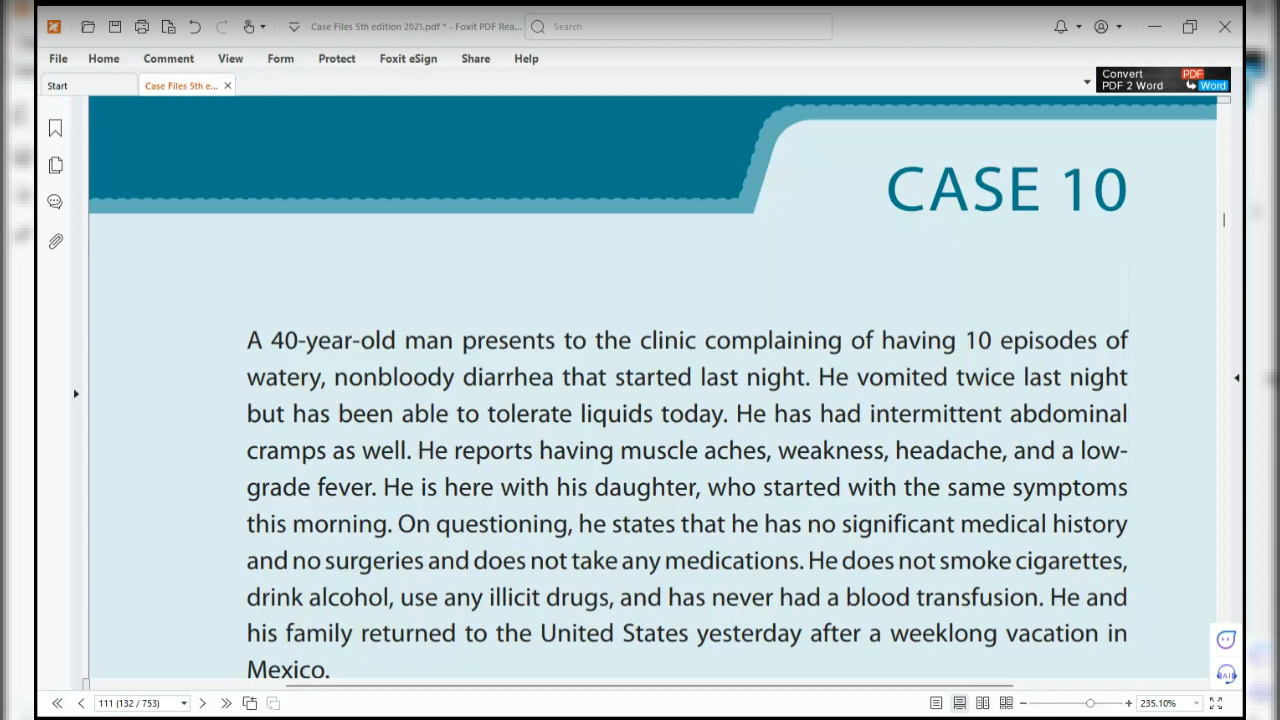 Case Files 5th edition 2021.pdf * - Foxit PDF Rea...
Search
File Home Comment View Form Protect Foxit eSign Share Help
Start
Case Files 5th e...
Convert PDF
PDF 2 Word Word
CASE 10
A 40-year-old man presents to the clinic complaining of having 10 episodes of
watery, nonbloody diarrhea that started last night. He vomited twice last night
but has been able to tolerate liquids today. He has had intermittent abdominal
cramps as well. He reports having muscle aches, weakness, headache, and a low-
grade fever. He is here with his daughter, who started with the same symptoms
this morning. On questioning, he states that he has no significant medical history
and no surgeries and does not take any medications. He does not smoke cigarettes,
drink alcohol, use any illicit drugs, and has never had a blood transfusion. He and
his family returned to the United States yesterday after a weeklong vacation in
Mexico.
AI
111 (132 / 753)
235.10%